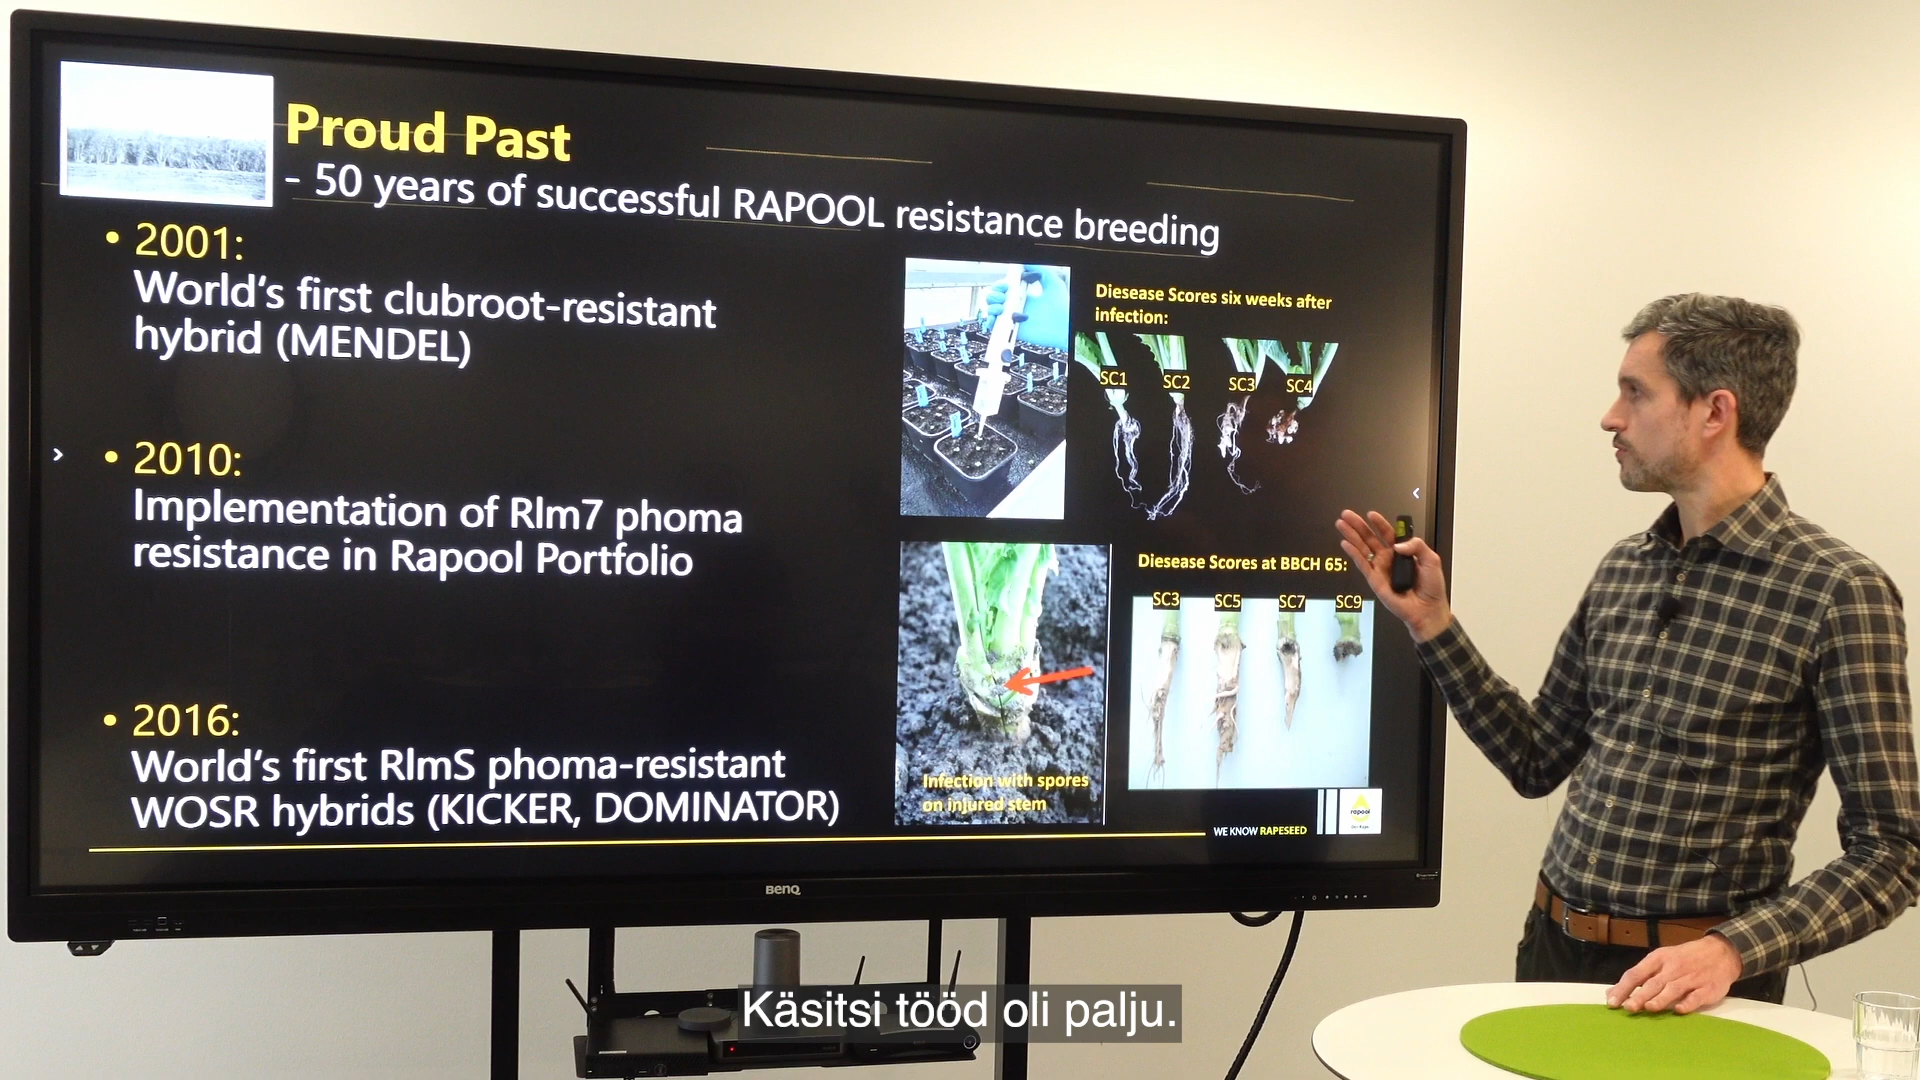 Proud Past
- 50 years of successful RAPOOL resistance breeding
• 2001:
World's first clubroot-resistant
hybrid (MENDEL)
• 2010:
Implementation of Rlm7 phoma
resistance in Rapool Portfolio
• 2016:
World's first RlmS phoma-resistant
WOSR hybrids (KICKER, DOMINATOR)
Diesease Scores six weeks after
infection:
SC1 SC2 SC3 SC4
Diesease Scores at BBCH 65:
SC3 SC5 SC7 SC9
Infection with spores
on injured stem
WE KNOW RAPESEED
rapool
BenQ
Käsitsi tööd oli palju.